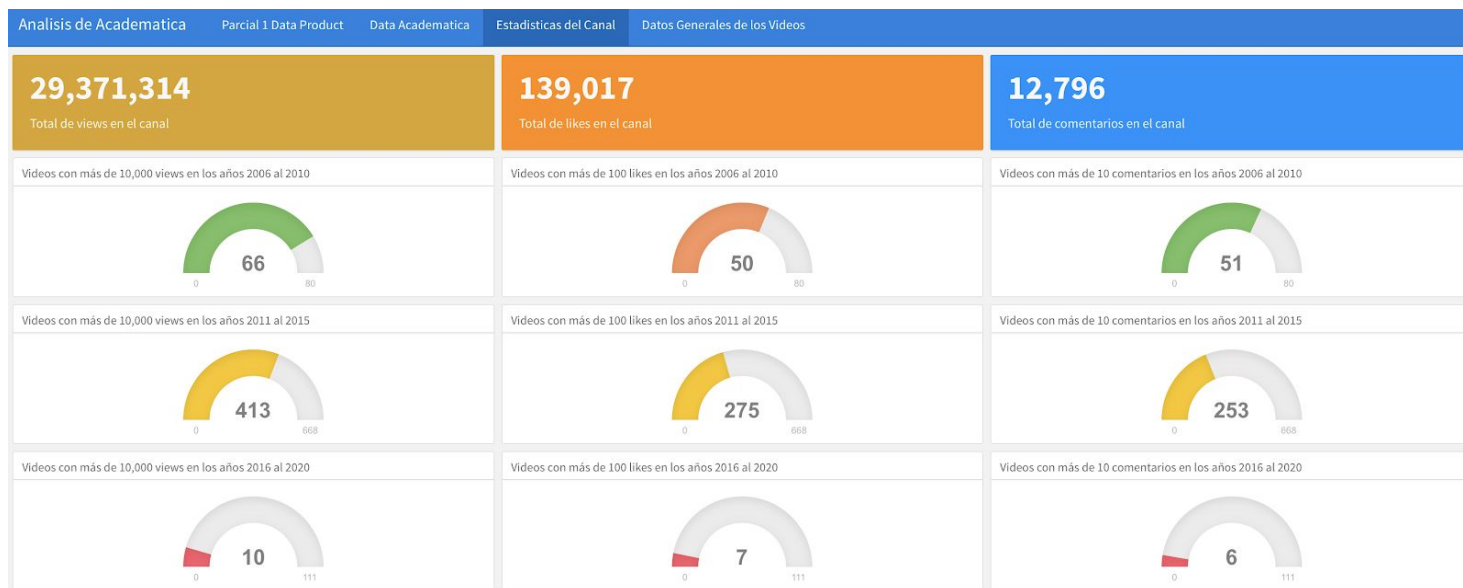 Analisis de Academatica Parcial 1 Data Product Data Academatica Estadisticas del Canal Datos Generales de los Videos
29,371,314
Total de views en el canal
139,017
Total de likes en el canal
12,796
Total de comentarios en el canal
Videos con más de 10,000 views en los años 2006 al 2010
66
0 80
Videos con más de 100 likes en los años 2006 al 2010
50
0 80
Videos con más de 10 comentarios en los años 2006 al 2010
51
0 80
Videos con más de 10,000 views en los años 2011 al 2015
413
0 668
Videos con más de 100 likes en los años 2011 al 2015
275
0 668
Videos con más de 10 comentarios en los años 2011 al 2015
253
0 668
Videos con más de 10,000 views en los años 2016 al 2020
10
0 111
Videos con más de 100 likes en los años 2016 al 2020
7
0 111
Videos con más de 10 comentarios en los años 2016 al 2020
6
0 111